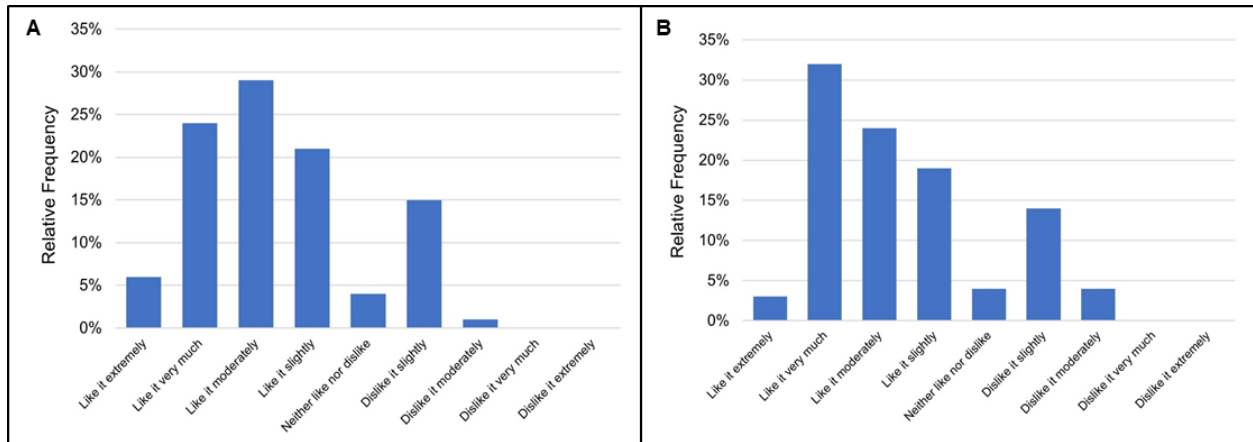 A
35%
30%
25%
20%
15%
10%
5%
0%
Relative Frequency
Like it extremely
Like it very much
Like it moderately
Like it slightly
Neither like nor dislike
Dislike it slightly
Dislike it moderately
Dislike it very much
Dislike it extremely
B
35%
30%
25%
20%
15%
10%
5%
0%
Relative Frequency
Like it extremely
Like it very much
Like it moderately
Like it slightly
Neither like nor dislike
Dislike it slightly
Dislike it moderately
Dislike it very much
Dislike it extremely